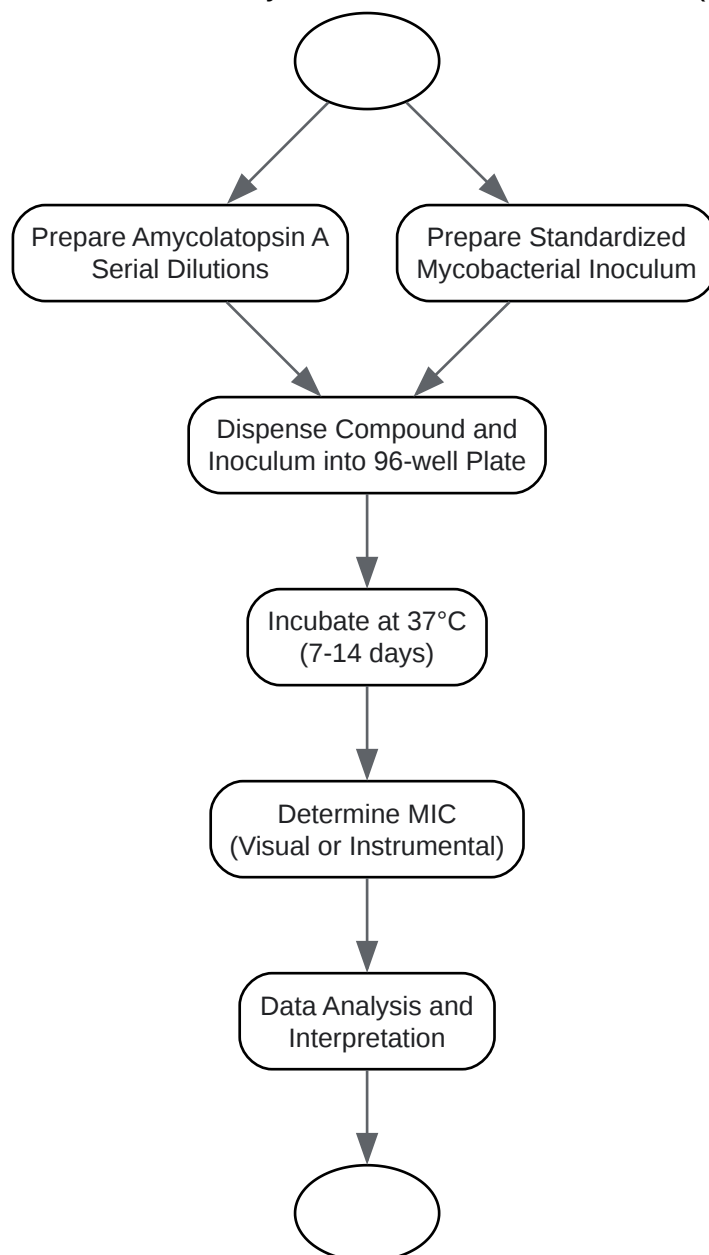 Prepare Amycolatopsin A
Serial Dilutions
Prepare Standardized
Mycobacterial Inoculum
Dispense Compound and
Inoculum into 96-well Plate
Incubate at 37°C
(7-14 days)
Determine MIC
(Visual or Instrumental)
Data Analysis and
Interpretation